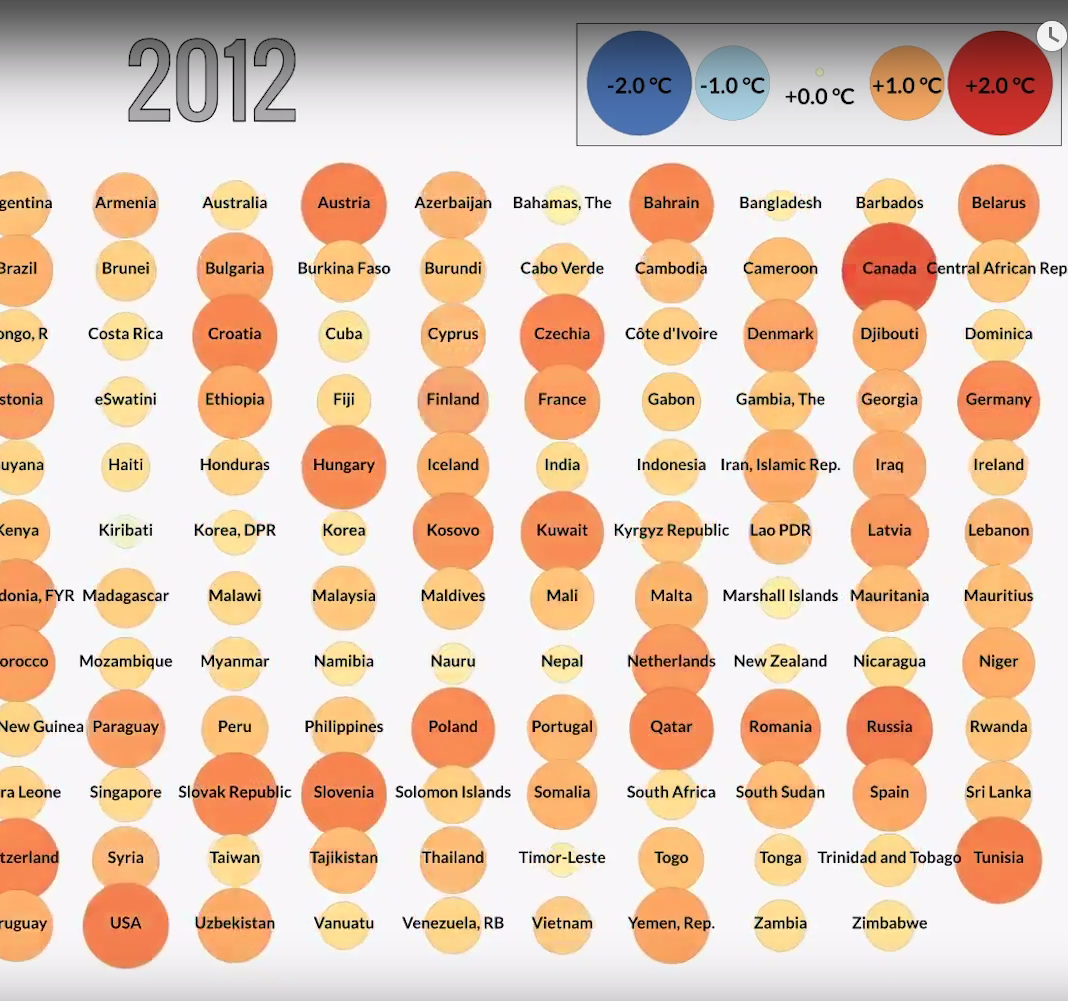 2012
-2.0 °C -1.0 °C +0.0 °C +1.0 °C +2.0 °C
gentina Armenia Australia Austria Azerbaijan Bahamas, The Bahrain Bangladesh Barbados Belarus
Brazil Brunei Bulgaria Burkina Faso Burundi Cabo Verde Cambodia Cameroon Canada Central African Rep
ongo, R Costa Rica Croatia Cuba Cyprus Czechia Côte d'Ivoire Denmark Djibouti Dominica
stonia eSwatini Ethiopia Fiji Finland France Gabon Gambia, The Georgia Germany
uyana Haiti Honduras Hungary Iceland India Indonesia Iran, Islamic Rep. Iraq Ireland
Kenya Kiribati Korea, DPR Korea Kosovo Kuwait Kyrgyz Republic Lao PDR Latvia Lebanon
donia, FYR Madagascar Malawi Malaysia Maldives Mali Malta Marshall Islands Mauritania Mauritius
orocco Mozambique Myanmar Namibia Nauru Nepal Netherlands New Zealand Nicaragua Niger
New Guinea Paraguay Peru Philippines Poland Portugal Qatar Romania Russia Rwanda
ra Leone Singapore Slovak Republic Slovenia Solomon Islands Somalia South Africa South Sudan Spain Sri Lanka
tzerland Syria Taiwan Tajikistan Thailand Timor-Leste Togo Tonga Trinidad and Tobago Tunisia
ruguay USA Uzbekistan Vanuatu Venezuela, RB Vietnam Yemen, Rep. Zambia Zimbabwe